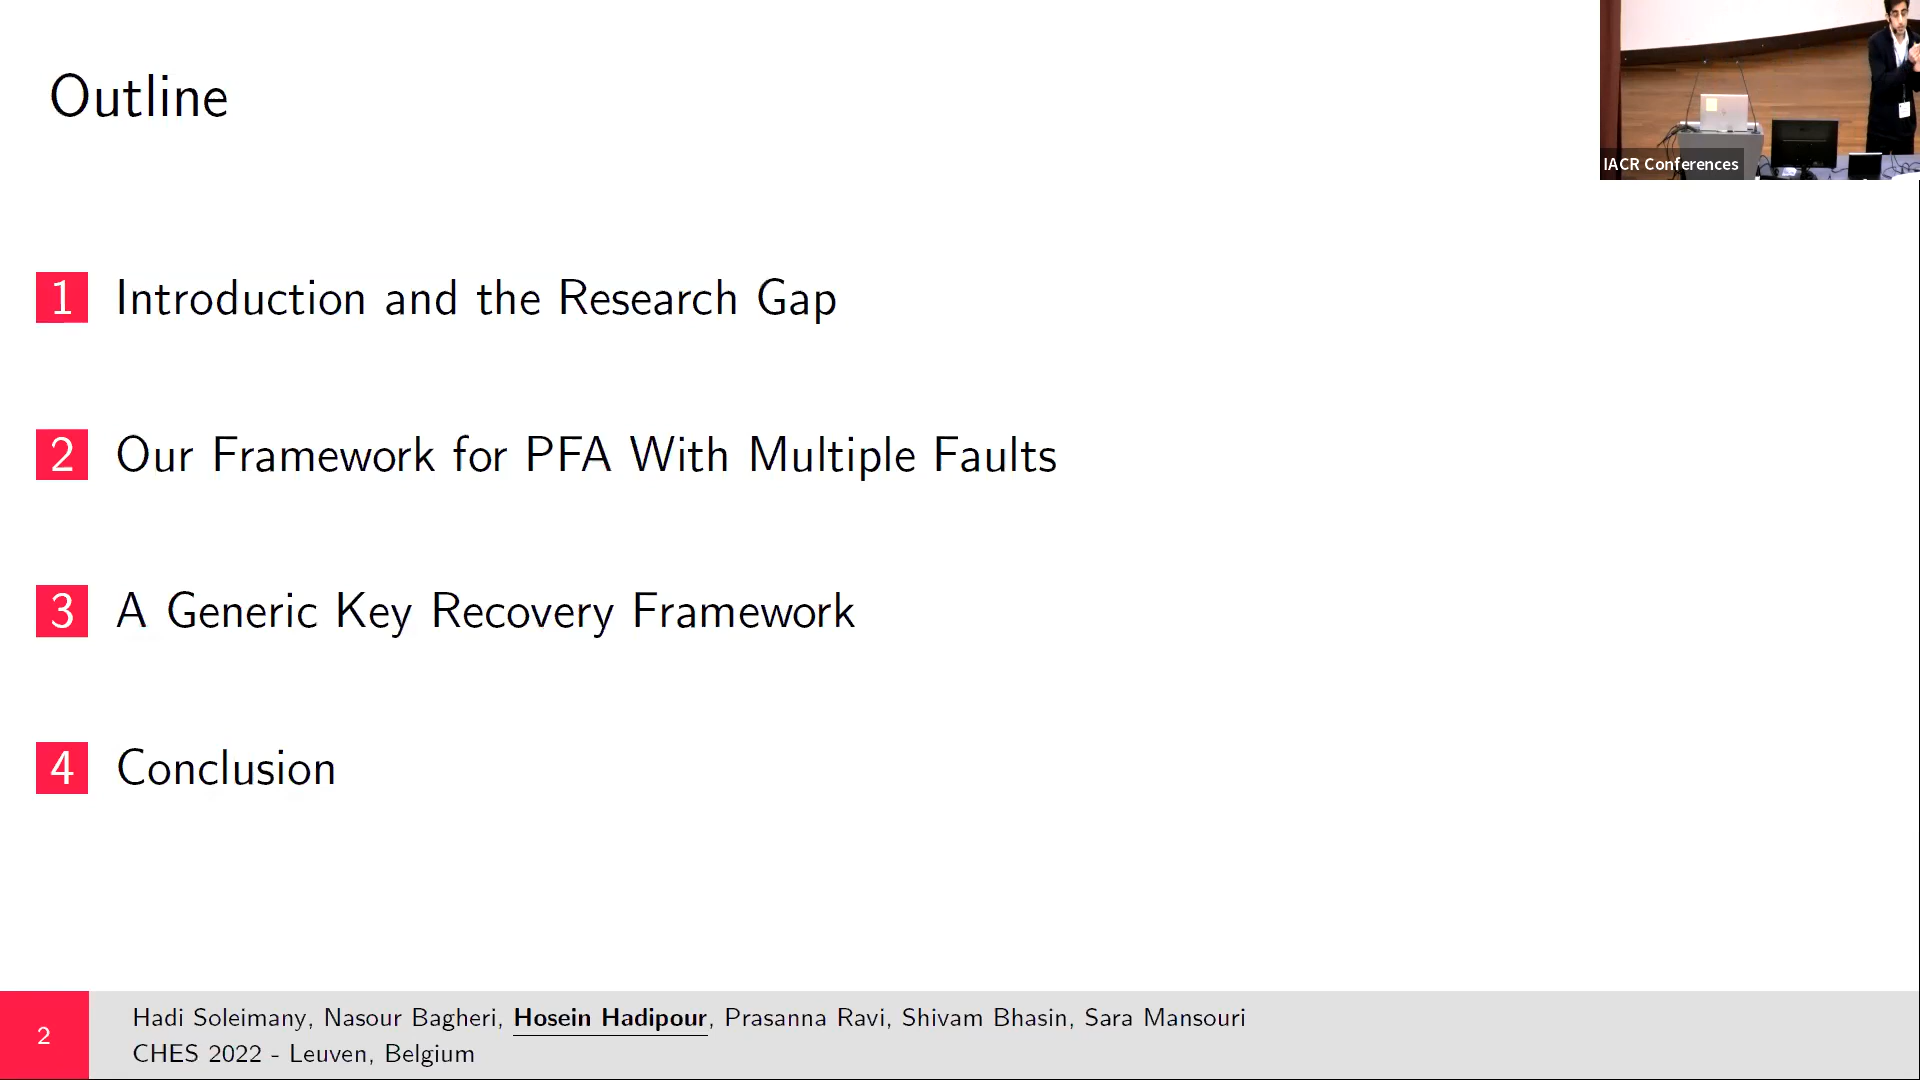 Outline
IACR Conferences
1 Introduction and the Research Gap
2 Our Framework for PFA With Multiple Faults
3 A Generic Key Recovery Framework
4 Conclusion
2
Hadi Soleimany, Nasour Bagheri, Hosein Hadipour, Prasanna Ravi, Shivam Bhasin, Sara Mansouri
CHES 2022 - Leuven, Belgium